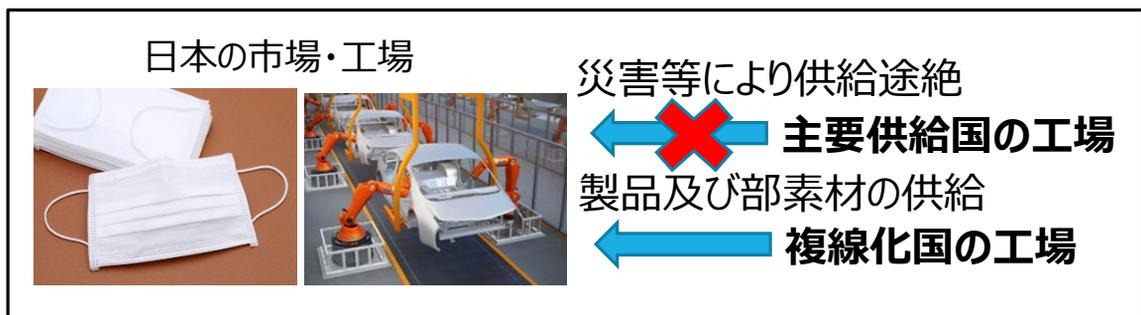 日本の市場・工場
災害等により供給途絶
主要供給国の工場
製品及び部素材の供給
複線化国の工場